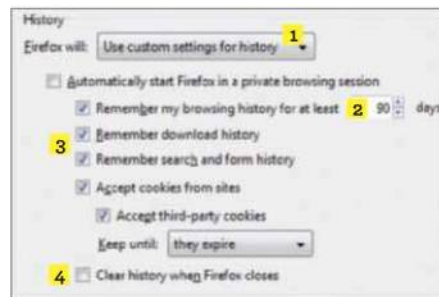 History
Firefox will: Use custom settings for history 1
Automatically start Firefox in a private browsing session
Remember my browsing history for at least 2 90 days
3 Remember download history
Remember search and form history
Accept cookies from sites
Accept third-party cookies
Keep until: they expire
4 Clear history when Firefox closes